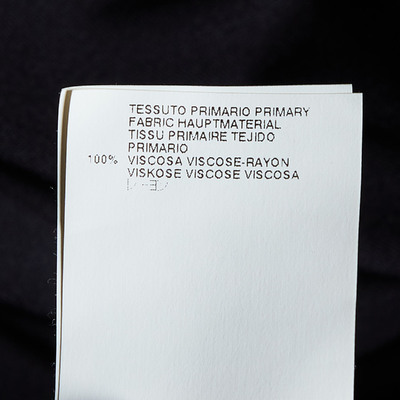 TESSUTO PRIMARIO PRIMARY
FABRIC HAUPTMATERIAL
TISSU PRIMAIRE TEJIDO
PRIMARIO
100% VISCOSA VISCOSE-RAYON
VISKOSE VISCOSE VISCOSA